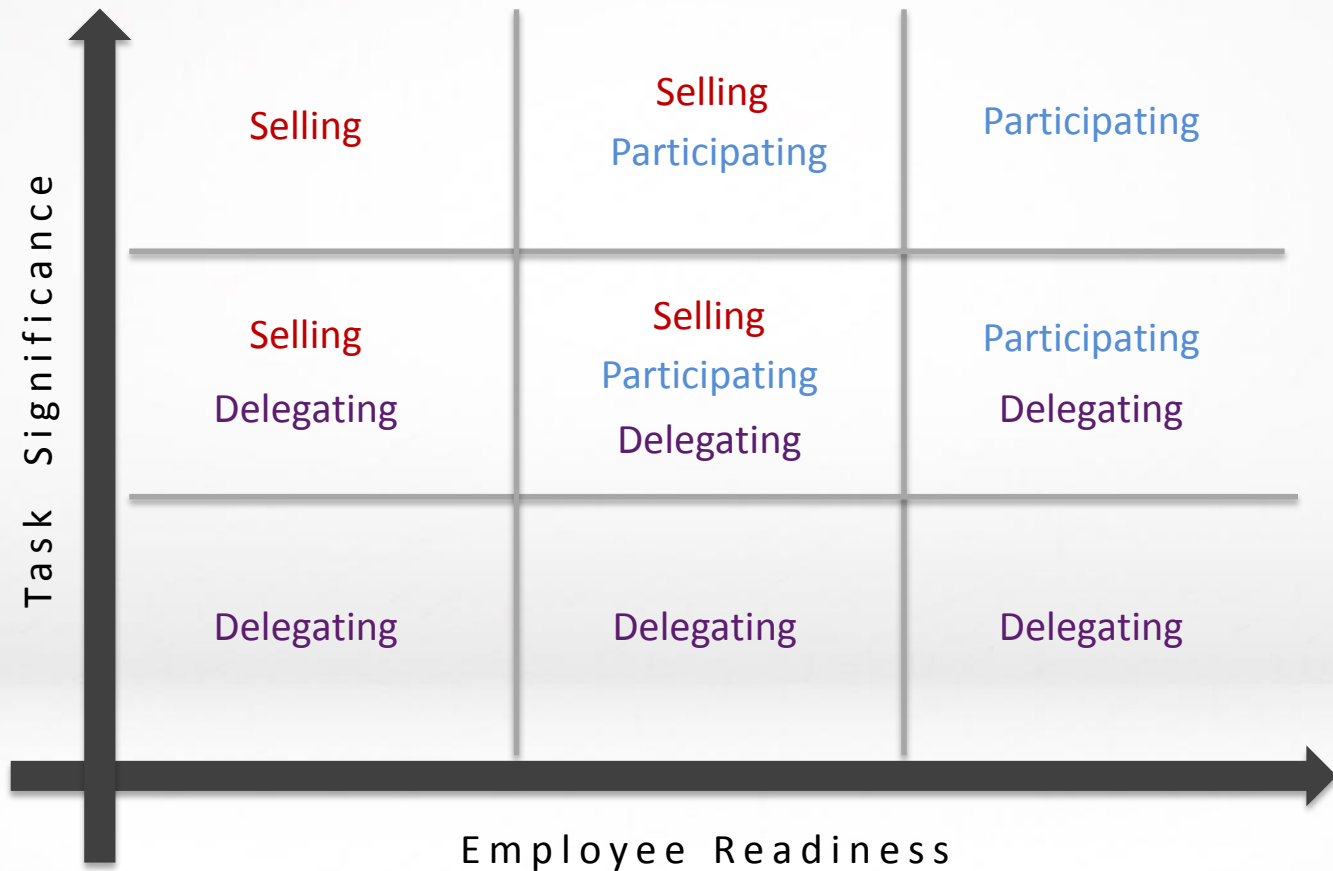 Task Significance
Selling
Selling
Participating
Participating
Selling
Delegating
Selling
Participating
Delegating
Participating
Delegating
Delegating
Delegating
Delegating
Employee Readiness